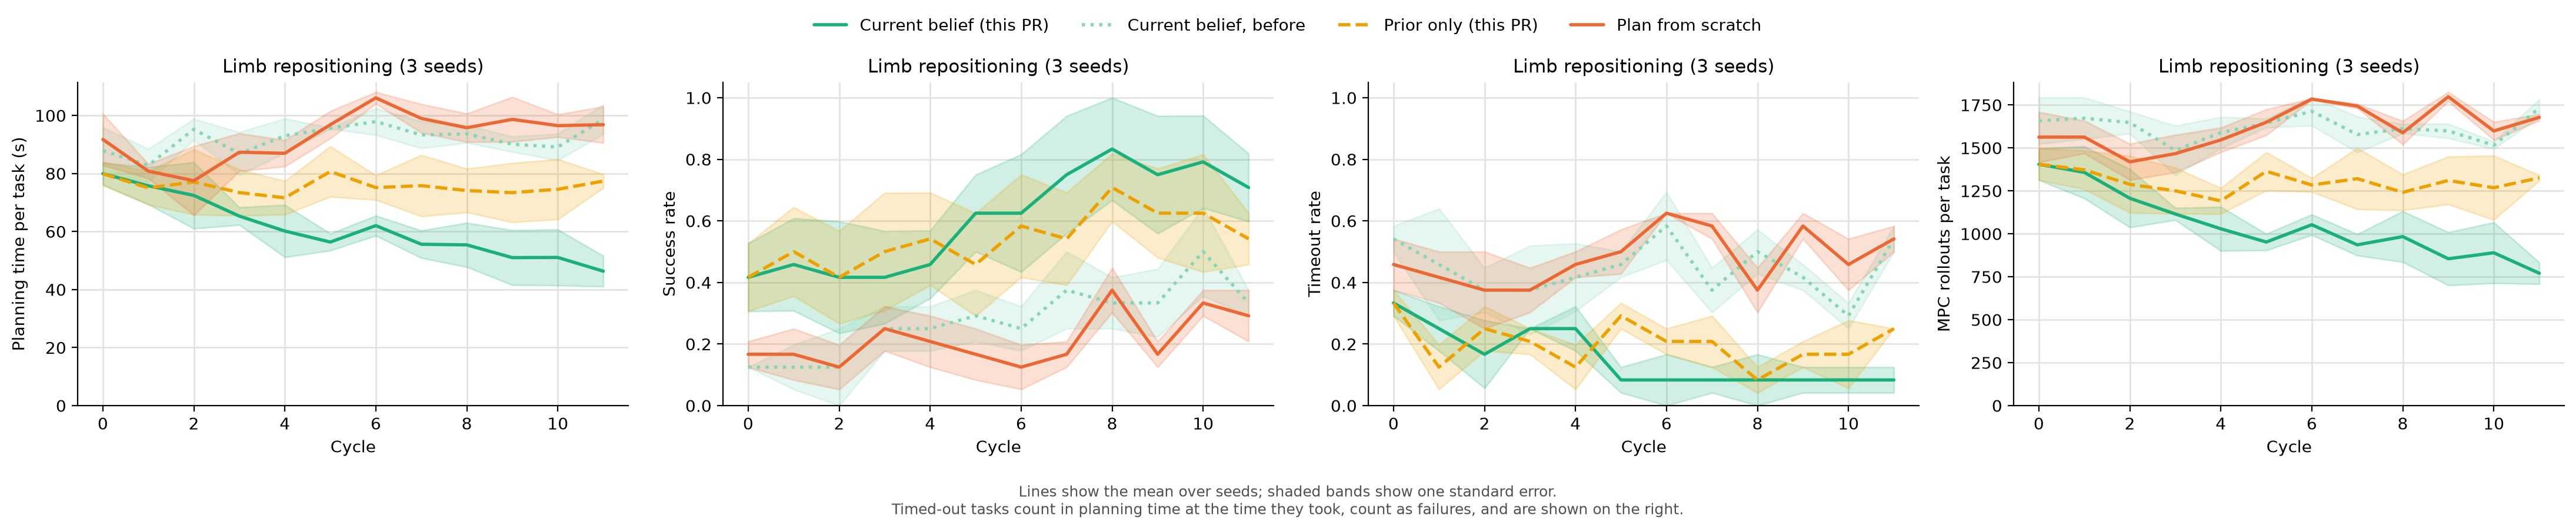 Current belief (this PR)
Current belief, before
Prior only (this PR)
Plan from scratch
Limb repositioning (3 seeds)
Planning time per task (s)
100
80
60
40
20
0
0 2 4 6 8 10
Cycle
Limb repositioning (3 seeds)
Success rate
1.0
0.8
0.6
0.4
0.2
0.0
0 2 4 6 8 10
Cycle
Limb repositioning (3 seeds)
Timeout rate
1.0
0.8
0.6
0.4
0.2
0.0
0 2 4 6 8 10
Cycle
Limb repositioning (3 seeds)
MPC rollouts per task
1750
1500
1250
1000
750
500
250
0
0 2 4 6 8 10
Cycle
Lines show the mean over seeds; shaded bands show one standard error.
Timed-out tasks count in planning time at the time they took, count as failures, and are shown on the right.